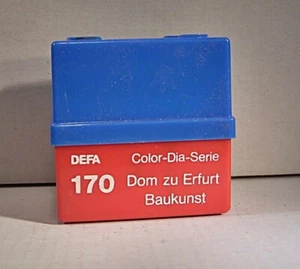 DEFA Color-Dia-Serie
170 Dom zu Erfurt
Baukunst